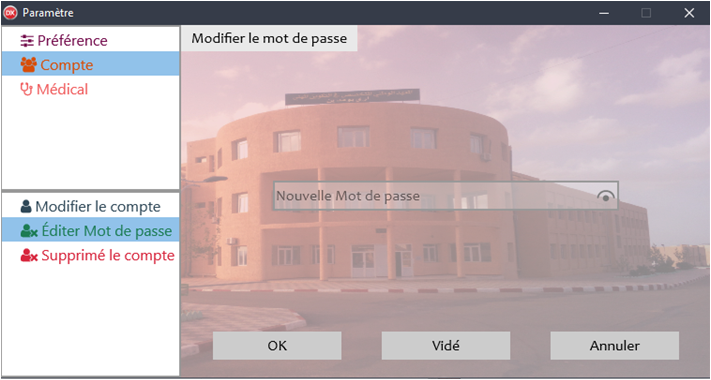 DX Paramètre
Préférence
Compte
Médical
Modifier le compte
Éditer Mot de passe
Supprimé le compte
Modifier le mot de passe
Nouvelle Mot de passe
OK Vidé Annuler